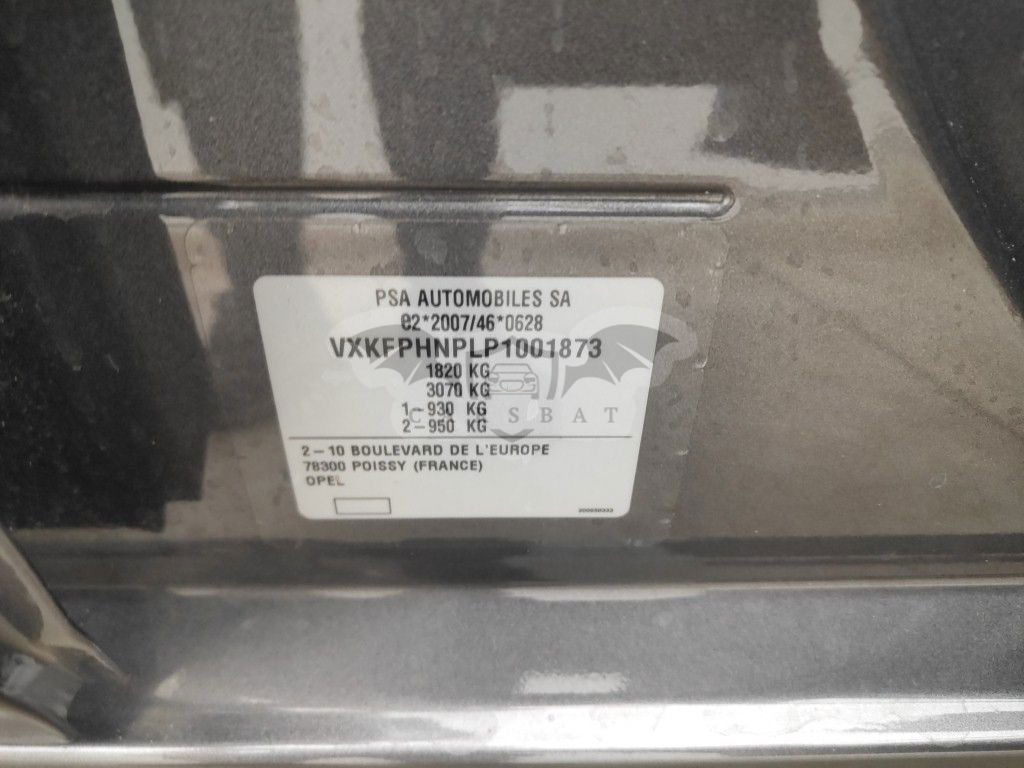 PSA AUTOMOBILES SA
e2*2007/46*0628
VXKFPHNPLP1001873
1820 KG
3070 KG
1-930 KG
2-950 KG
2-10 BOULEVARD DE L'EUROPE
78300 POISSY (FRANCE)
OPEL